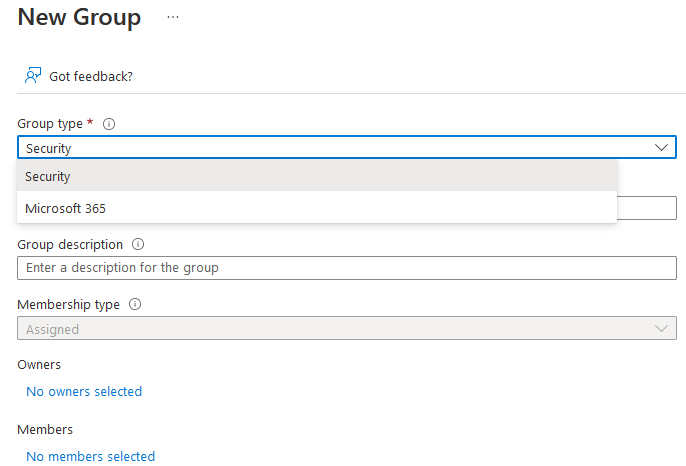 New Group ...
Got feedback?
Group type *
Security
Security
Microsoft 365
Group description
Enter a description for the group
Membership type
Assigned
Owners
No owners selected
Members
No members selected